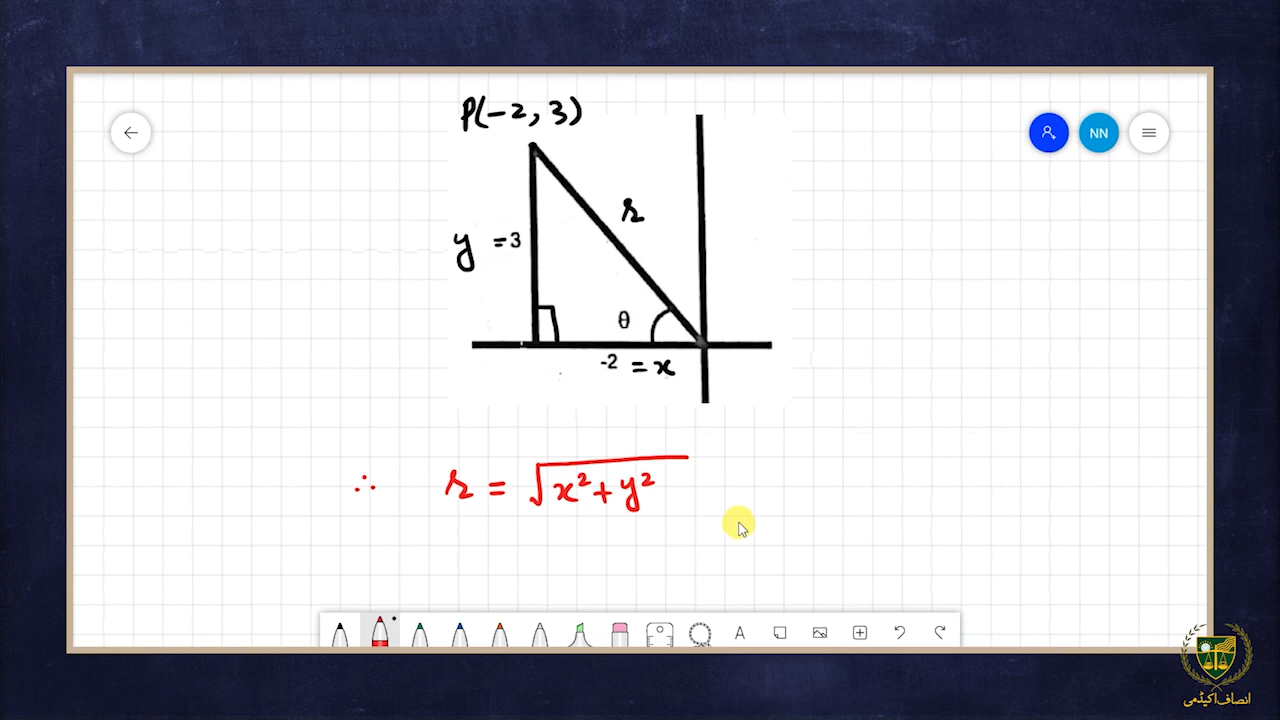 P(-2, 3)
NN
r
y = 3
θ
-2 = x
∴ r = √x²+y²
A
انصاف اکیڈمی